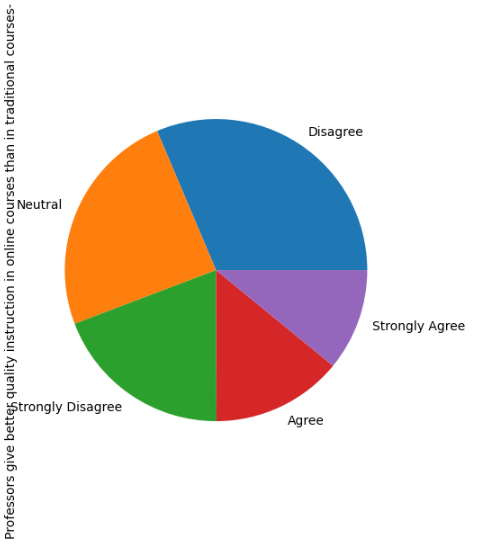 Professors give better quality instruction in online courses than in traditional courses-
Disagree
Neutral
Strongly Disagree
Agree
Strongly Agree